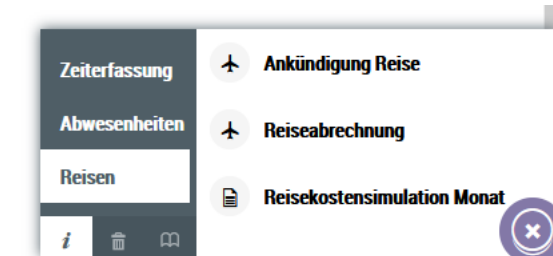 Zeiterfassung
Abwesenheiten
Reisen
i
Ankündigung Reise
Reiseabrechnung
Reisekostensimulation Monat